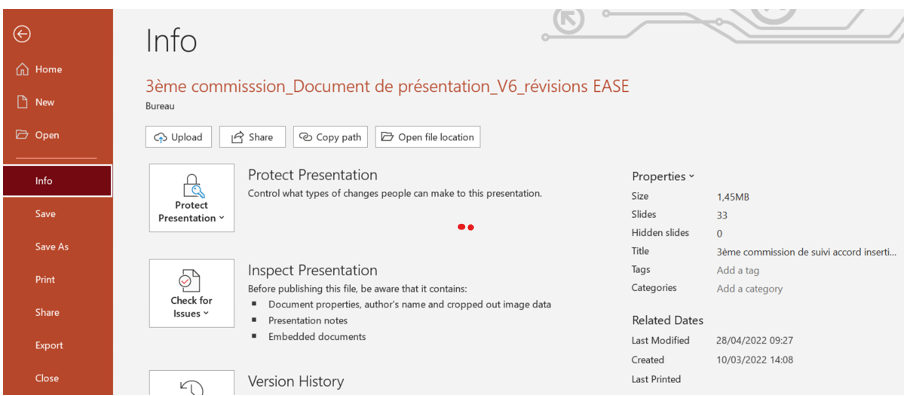 Info
Home
New
Open
Info
Save
Save As
Print
Share
Export
Close
3ème commisssion_Document de présentation_V6_révisions EASE
Bureau
Upload
Share
Copy path
Open file location
Protect
Presentation
Protect Presentation
Control what types of changes people can make to this presentation.
Check for
Issues
Inspect Presentation
Before publishing this file, be aware that it contains:
Document properties, author's name and cropped out image data
Presentation notes
Embedded documents
Version History
Properties
Size 1,45MB
Slides 33
Hidden slides 0
Title 3ème commission de suivi accord inserti...
Tags Add a tag
Categories Add a category
Related Dates
Last Modified 28/04/2022 09:27
Created 10/03/2022 14:08
Last Printed